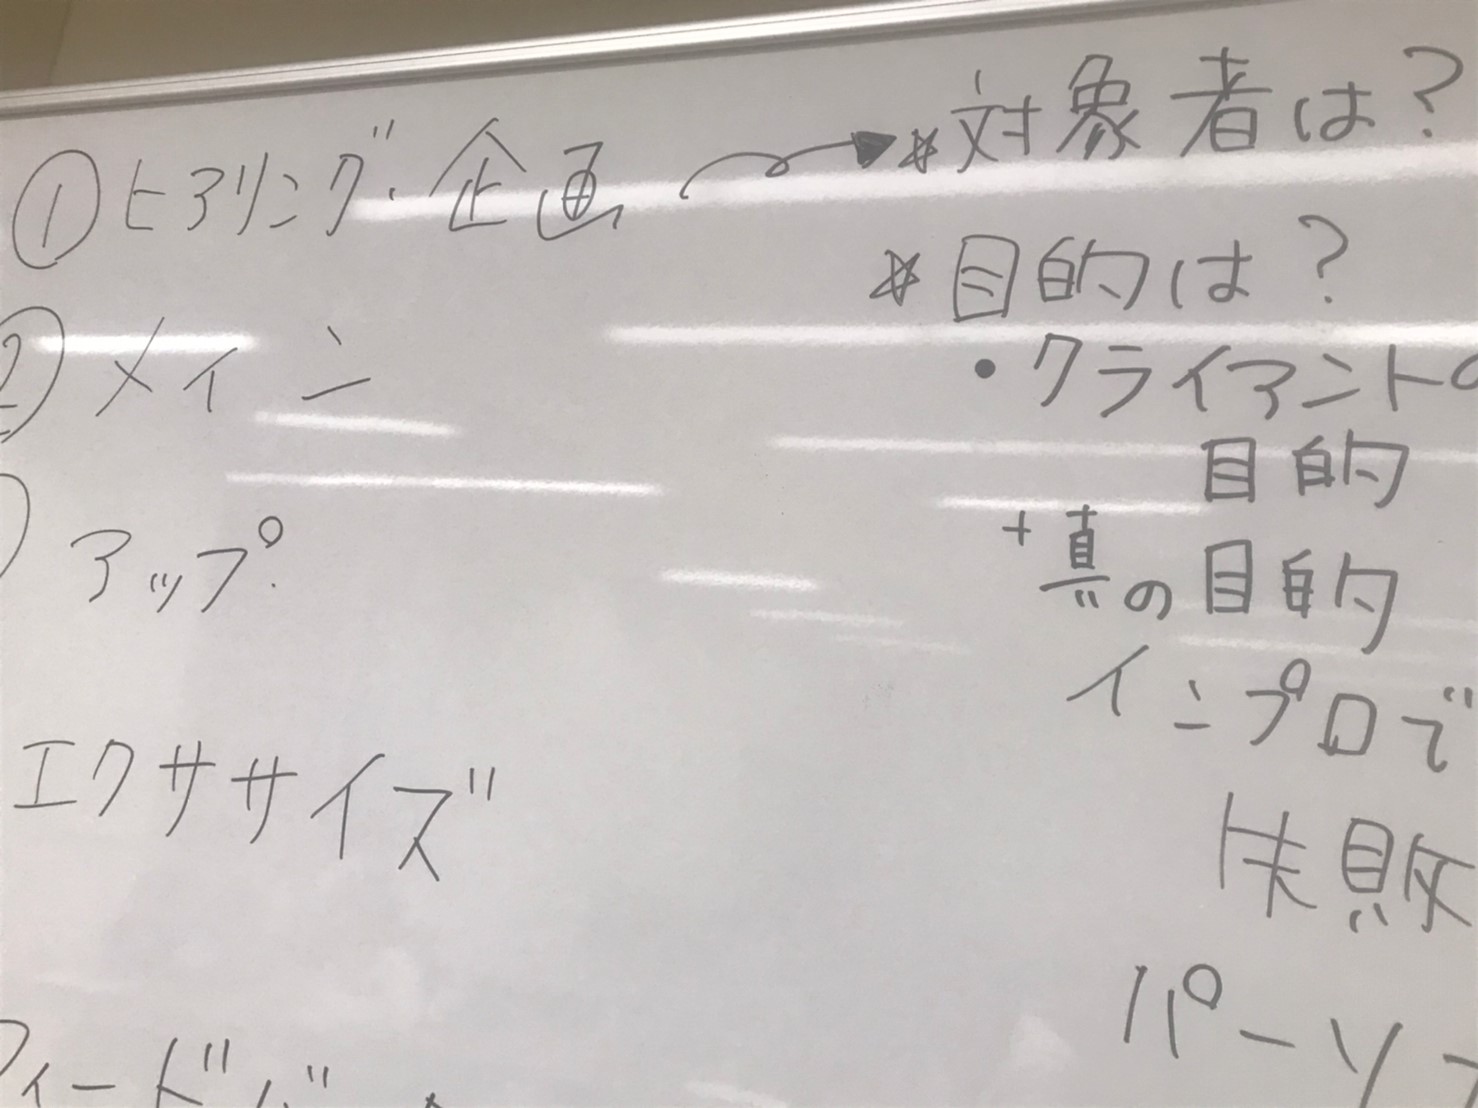 ①ヒアリング・企画
②メイン
アップ
エクササイズ
フィードバ
*対象者は？
*目的は？
・クライアントの
目的
+真の目的
インプロで
失敗
パーソ